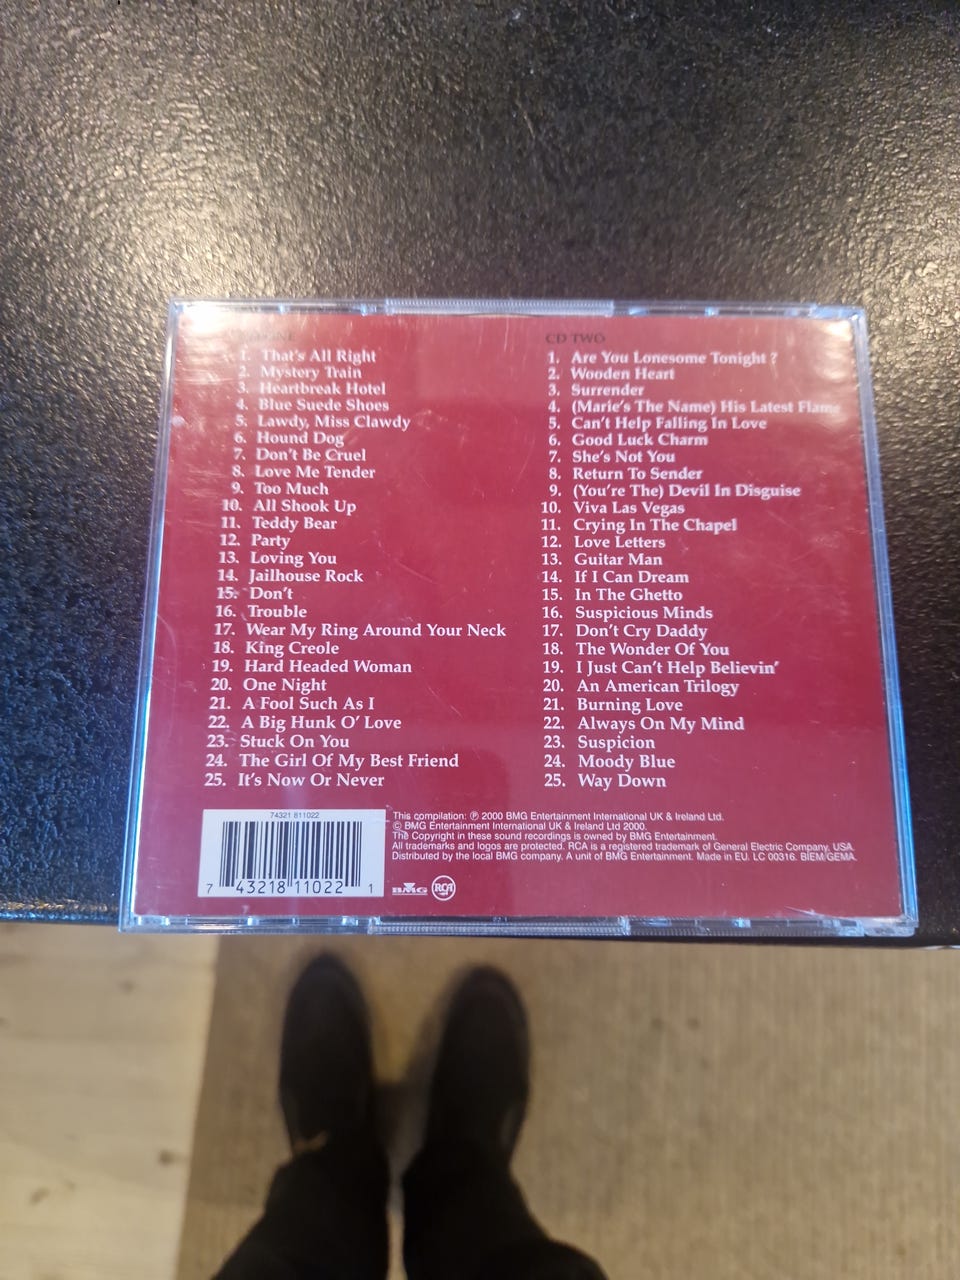 ONE
1. That's All Right
2. Mystery Train
3. Heartbreak Hotel
4. Blue Suede Shoes
5. Lawdy, Miss Clawdy
6. Hound Dog
7. Don't Be Cruel
8. Love Me Tender
9. Too Much
10. All Shook Up
11. Teddy Bear
12. Party
13. Loving You
14. Jailhouse Rock
15. Don't
16. Trouble
17. Wear My Ring Around Your Neck
18. King Creole
19. Hard Headed Woman
20. One Night
21. A Fool Such As I
22. A Big Hunk O' Love
23. Stuck On You
24. The Girl Of My Best Friend
25. It's Now Or Never
CD TWO
1. Are You Lonesome Tonight ?
2. Wooden Heart
3. Surrender
4. (Marie's The Name) His Latest Flame
5. Can't Help Falling In Love
6. Good Luck Charm
7. She's Not You
8. Return To Sender
9. (You're The) Devil In Disguise
10. Viva Las Vegas
11. Crying In The Chapel
12. Love Letters
13. Guitar Man
14. If I Can Dream
15. In The Ghetto
16. Suspicious Minds
17. Don't Cry Daddy
18. The Wonder Of You
19. I Just Can't Help Believin'
20. An American Trilogy
21. Burning Love
22. Always On My Mind
23. Suspicion
24. Moody Blue
25. Way Down
74321 811022
7 43218 11022 1
This compilation: ℗ 2000 BMG Entertainment International UK & Ireland Ltd.
© BMG Entertainment International UK & Ireland Ltd 2000.
The Copyright in these sound recordings is owned by BMG Entertainment.
All trademarks and logos are protected. RCA is a registered trademark of General Electric Company, USA.
Distributed by the local BMG company. A unit of BMG Entertainment. Made in EU. LC 00316. BIEM/GEMA.
BMG RCA